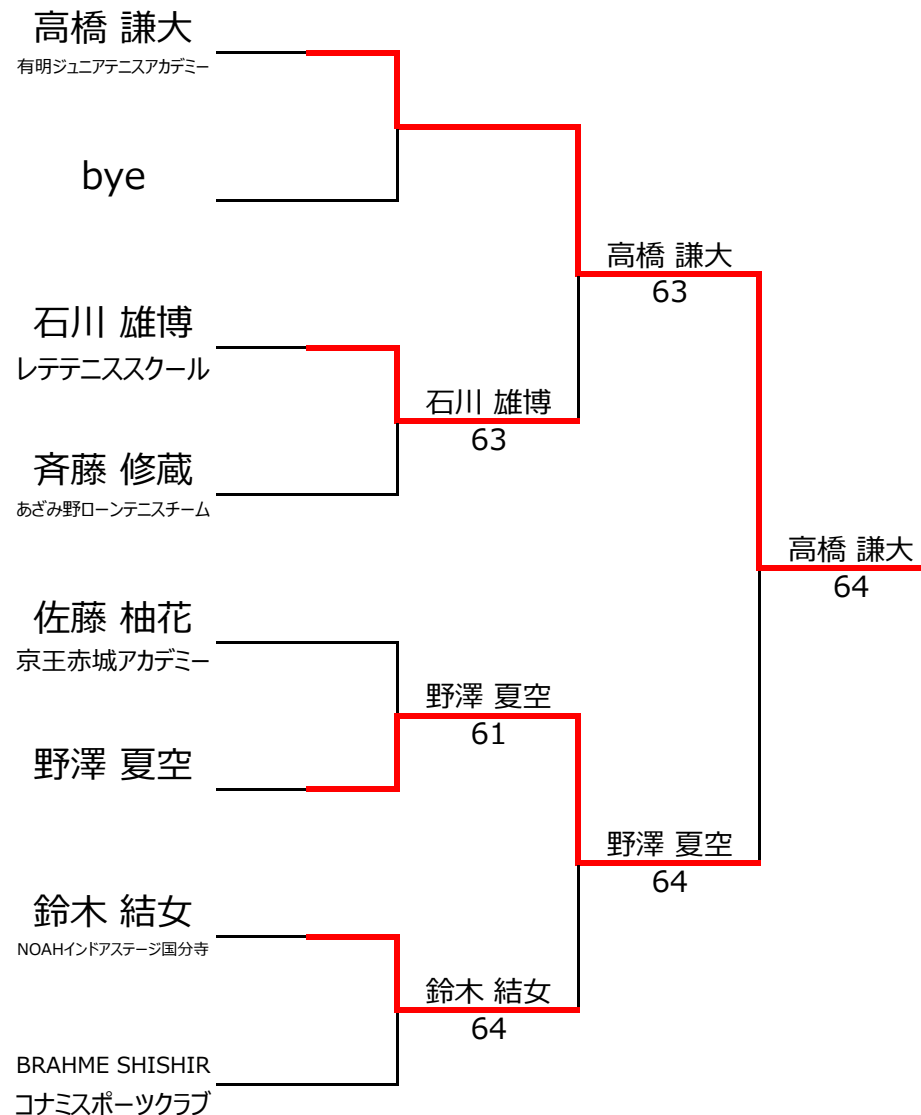 高橋 謙大
有明ジュニアテニスアカデミー
bye
高橋 謙大
63
石川 雄博
レテテニススクール
石川 雄博
63
斉藤 修蔵
あざみ野ローンテニスチーム
高橋 謙大
64
佐藤 柚花
京王赤城アカデミー
野澤 夏空
61
野澤 夏空
野澤 夏空
64
鈴木 結女
NOAHインドアステージ国分寺
鈴木 結女
64
BRAHME SHISHIR
コナミスポーツクラブ